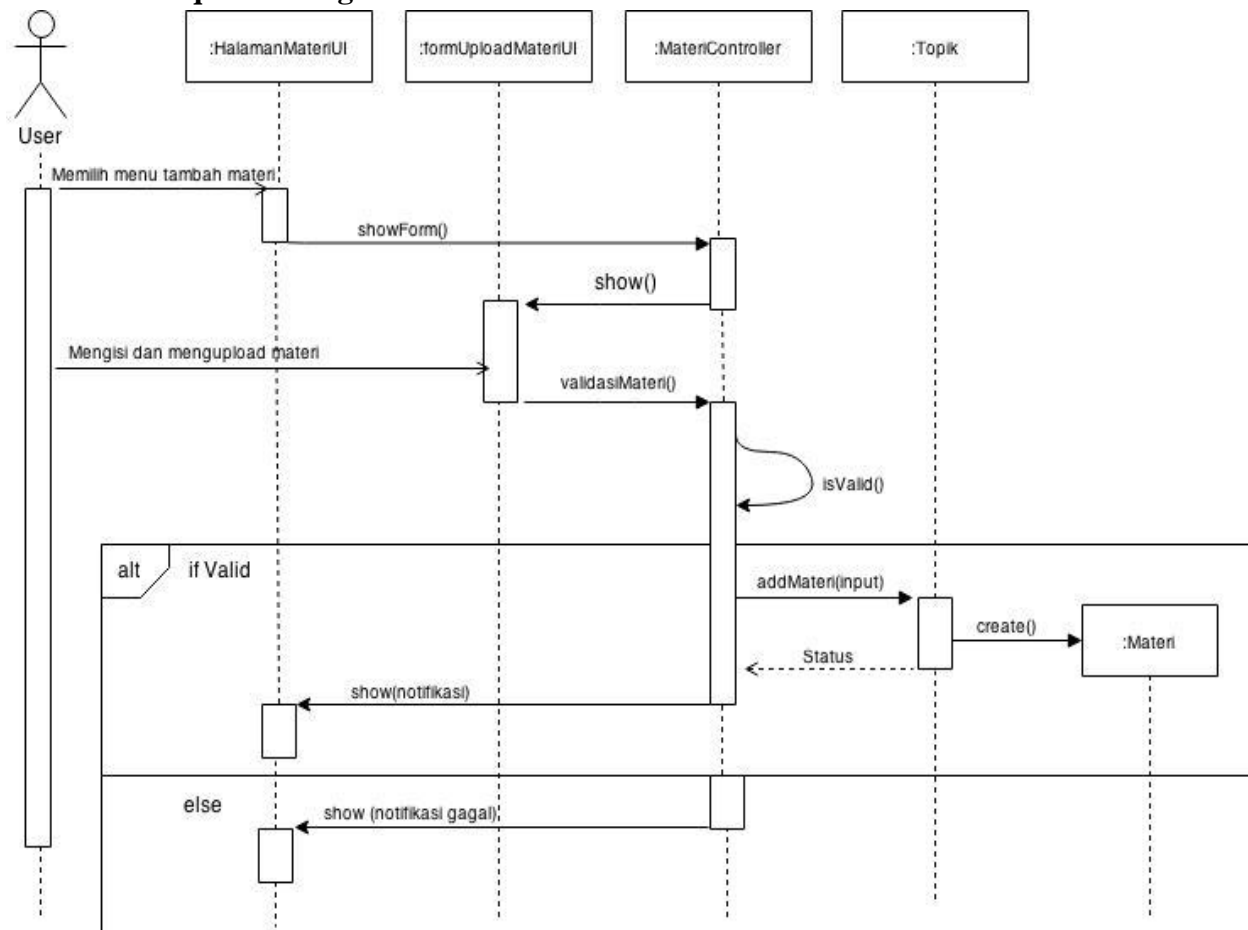 :HalamanMateriUI
:formUploadMateriUI
:MateriController
:Topik
User
Memilih menu tambah materi
showForm()
show()
Mengisi dan mengupload materi
validasiMateri()
isValid()
alt
if Valid
addMateri(input)
create()
:Materi
Status
show(notifikasi)
else
show (notifikasi gagal)